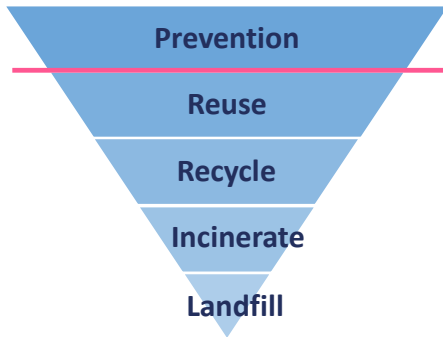 Prevention
Reuse
Recycle
Incinerate
Landfill